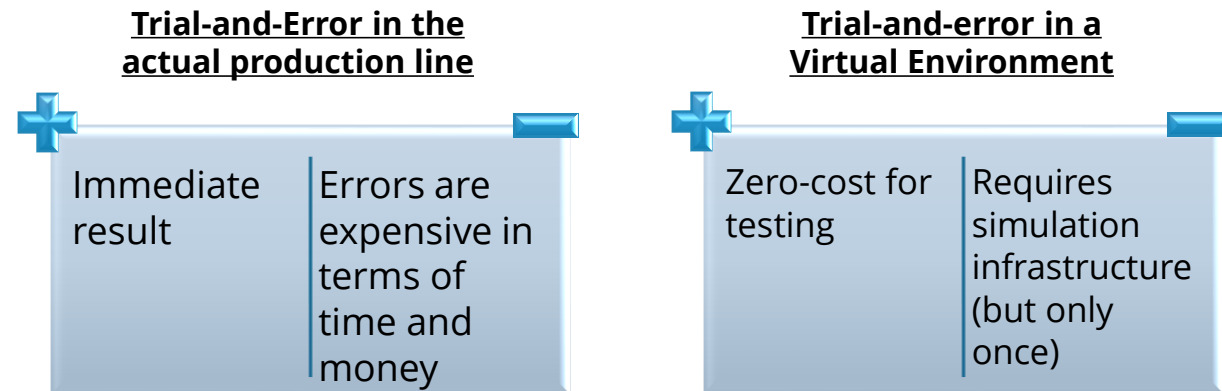 Trial-and-Error in the
actual production line
Immediate
result
Errors are
expensive in
terms of
time and
money
Trial-and-error in a
Virtual Environment
Zero-cost for
testing
Requires
simulation
infrastructure
(but only
once)